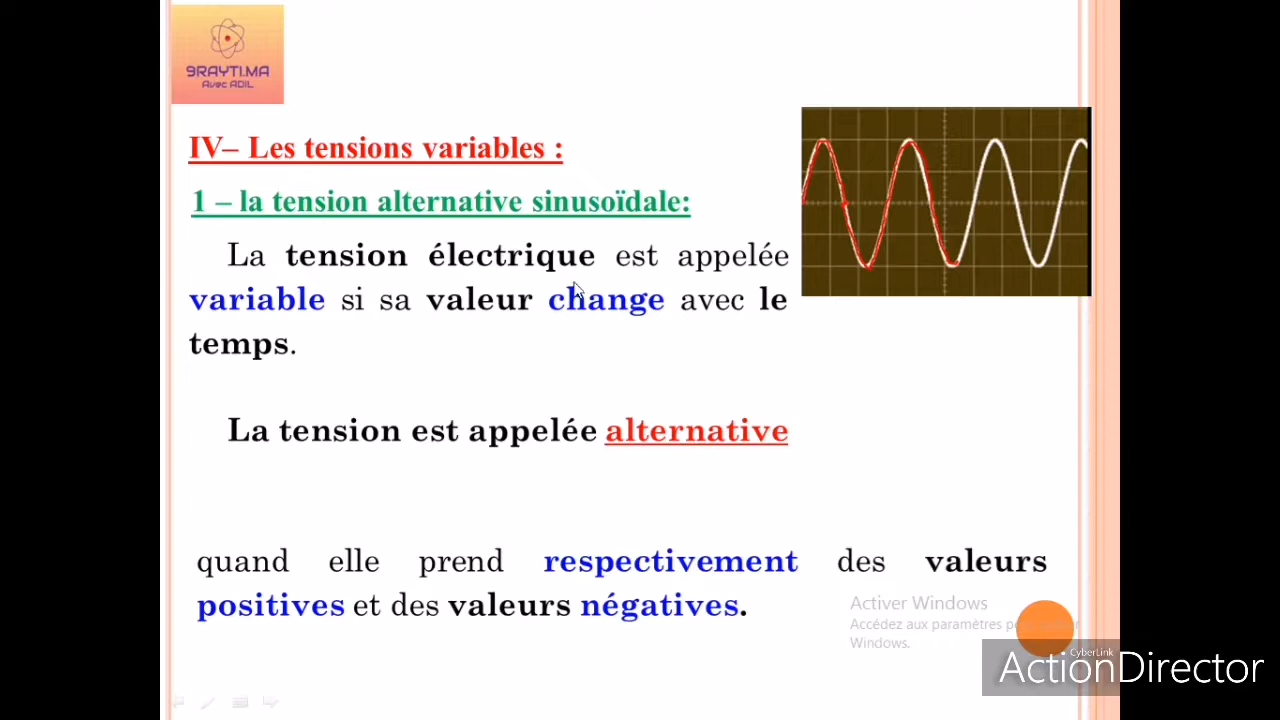 9RAYTI.MA
Avec ADIL
IV– Les tensions variables :
1 – la tension alternative sinusoïdale:
La tension électrique est appelée
variable si sa valeur change avec le
temps.
La tension est appelée alternative
quand elle prend respectivement des valeurs
positives et des valeurs négatives.
Activer Windows
Accédez aux paramètres
Windows.
CyberLink
ActionDirector